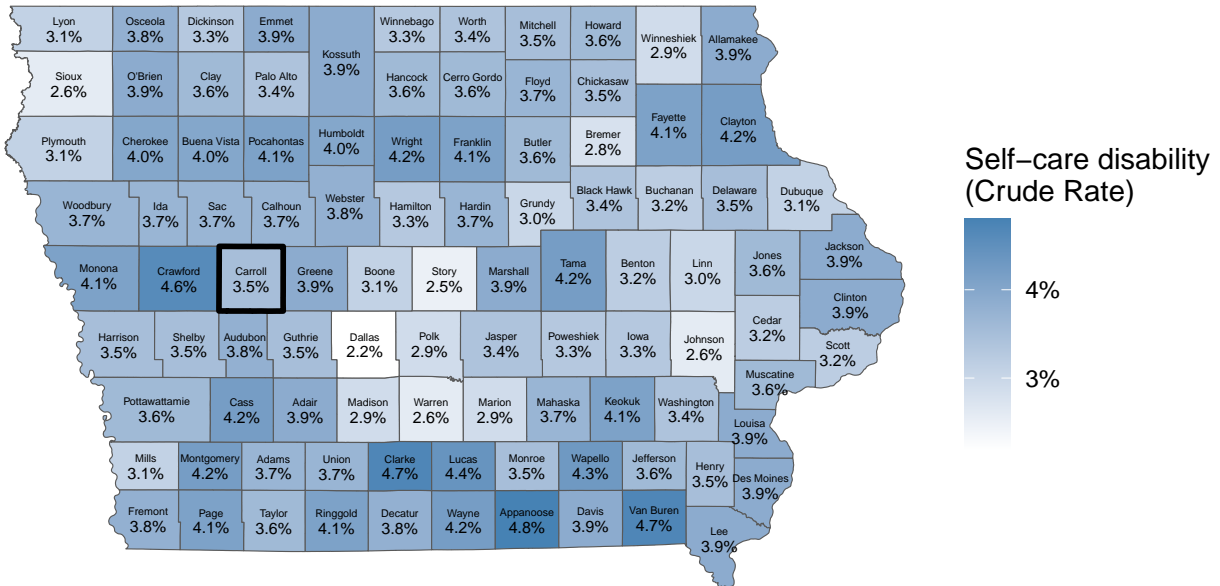 Lyon Osceola Dickinson Emmet Winnebago Worth Mitchell Howard Winneshiek Allamakee
3.1% 3.8% 3.3% 3.9% 3.3% 3.4% 3.5% 3.6% 2.9% 3.9%
Kossuth
3.9%
Sioux O'Brien Clay Palo Alto Hancock Cerro Gordo Floyd Chickasaw
2.6% 3.9% 3.6% 3.4% 3.6% 3.6% 3.7% 3.5%
Fayette Clayton
4.1% 4.2%
Plymouth Cherokee Buena Vista Pocahontas Humboldt Wright Franklin Butler Bremer
3.1% 4.0% 4.0% 4.1% 4.0% 4.2% 4.1% 3.6% 2.8%
Self−care disability
(Crude Rate)
Woodbury Ida Sac Calhoun Webster Hamilton Hardin Grundy Black Hawk Buchanan Delaware Dubuque
3.7% 3.7% 3.7% 3.7% 3.8% 3.3% 3.7% 3.0% 3.4% 3.2% 3.5% 3.1%
Monona Crawford Carroll Greene Boone Story Marshall Tama Benton Linn Jones Jackson
4.1% 4.6% 3.5% 3.9% 3.1% 2.5% 3.9% 4.2% 3.2% 3.0% 3.6% 3.9%
Clinton
3.9%
4%
Harrison Shelby Audubon Guthrie Dallas Polk Jasper Poweshiek Iowa Johnson Cedar Scott
3.5% 3.5% 3.8% 3.5% 2.2% 2.9% 3.4% 3.3% 3.3% 2.6% 3.2% 3.2%
Muscatine
3.6%
3%
Pottawattamie Cass Adair Madison Warren Marion Mahaska Keokuk Washington
3.6% 4.2% 3.9% 2.9% 2.6% 2.9% 3.7% 4.1% 3.4%
Louisa
3.9%
Mills Montgomery Adams Union Clarke Lucas Monroe Wapello Jefferson Henry Des Moines
3.1% 4.2% 3.7% 3.7% 4.7% 4.4% 3.5% 4.3% 3.6% 3.5% 3.9%
Fremont Page Taylor Ringgold Decatur Wayne Appanoose Davis Van Buren
3.8% 4.1% 3.6% 4.1% 3.8% 4.2% 4.8% 3.9% 4.7%
Lee
3.9%